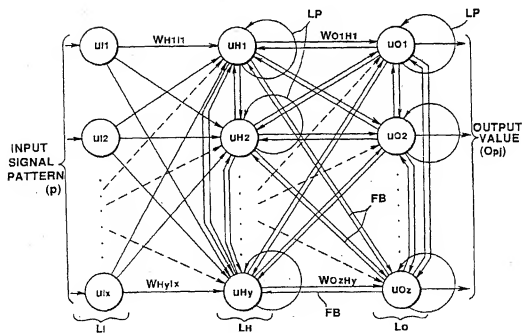 LP LP
uI1 WH1I1 uH1 WO1H1 uO1
INPUT
SIGNAL
PATTERN
(p)
uI2 uH2 uO2
OUTPUT
VALUE
(Opj)
FB
uIx WHyIx uHy WOzHy uOz
FB
LI LH LO